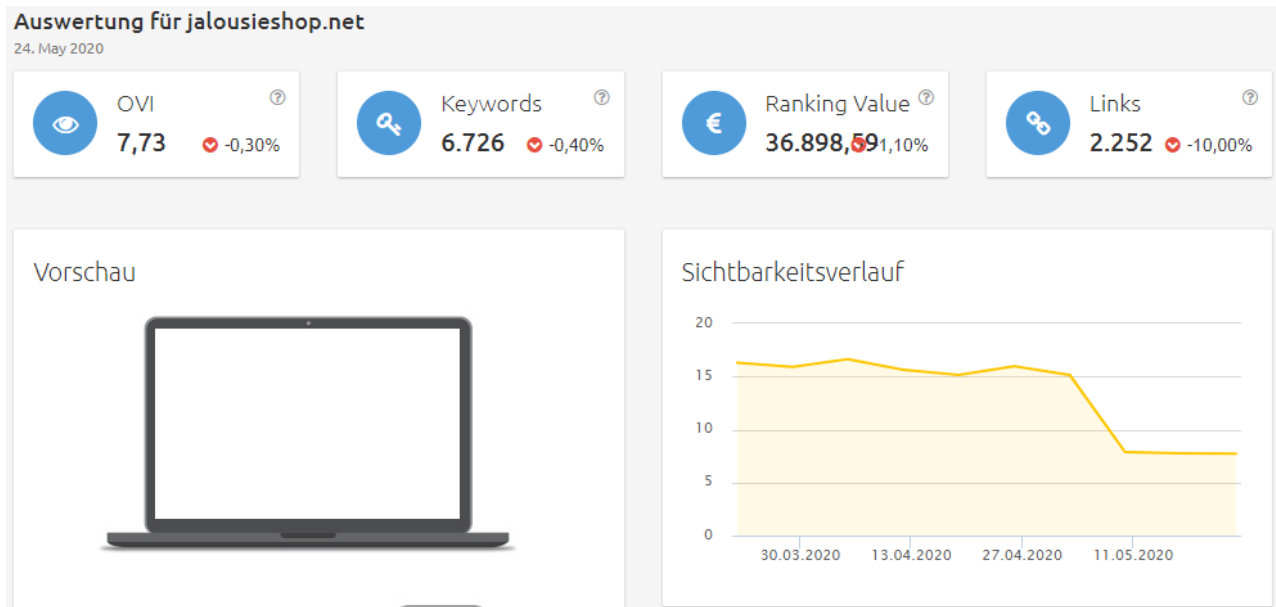 Auswertung für jalousieshop.net
24. May 2020
OVI
7,73 -0,30%
Keywords
6.726 -0,40%
Ranking Value
€ 36.898,59 -1,10%
Links
2.252 -10,00%
Vorschau
Sichtbarkeitsverlauf
20
15
10
5
0
30.03.2020 13.04.2020 27.04.2020 11.05.2020